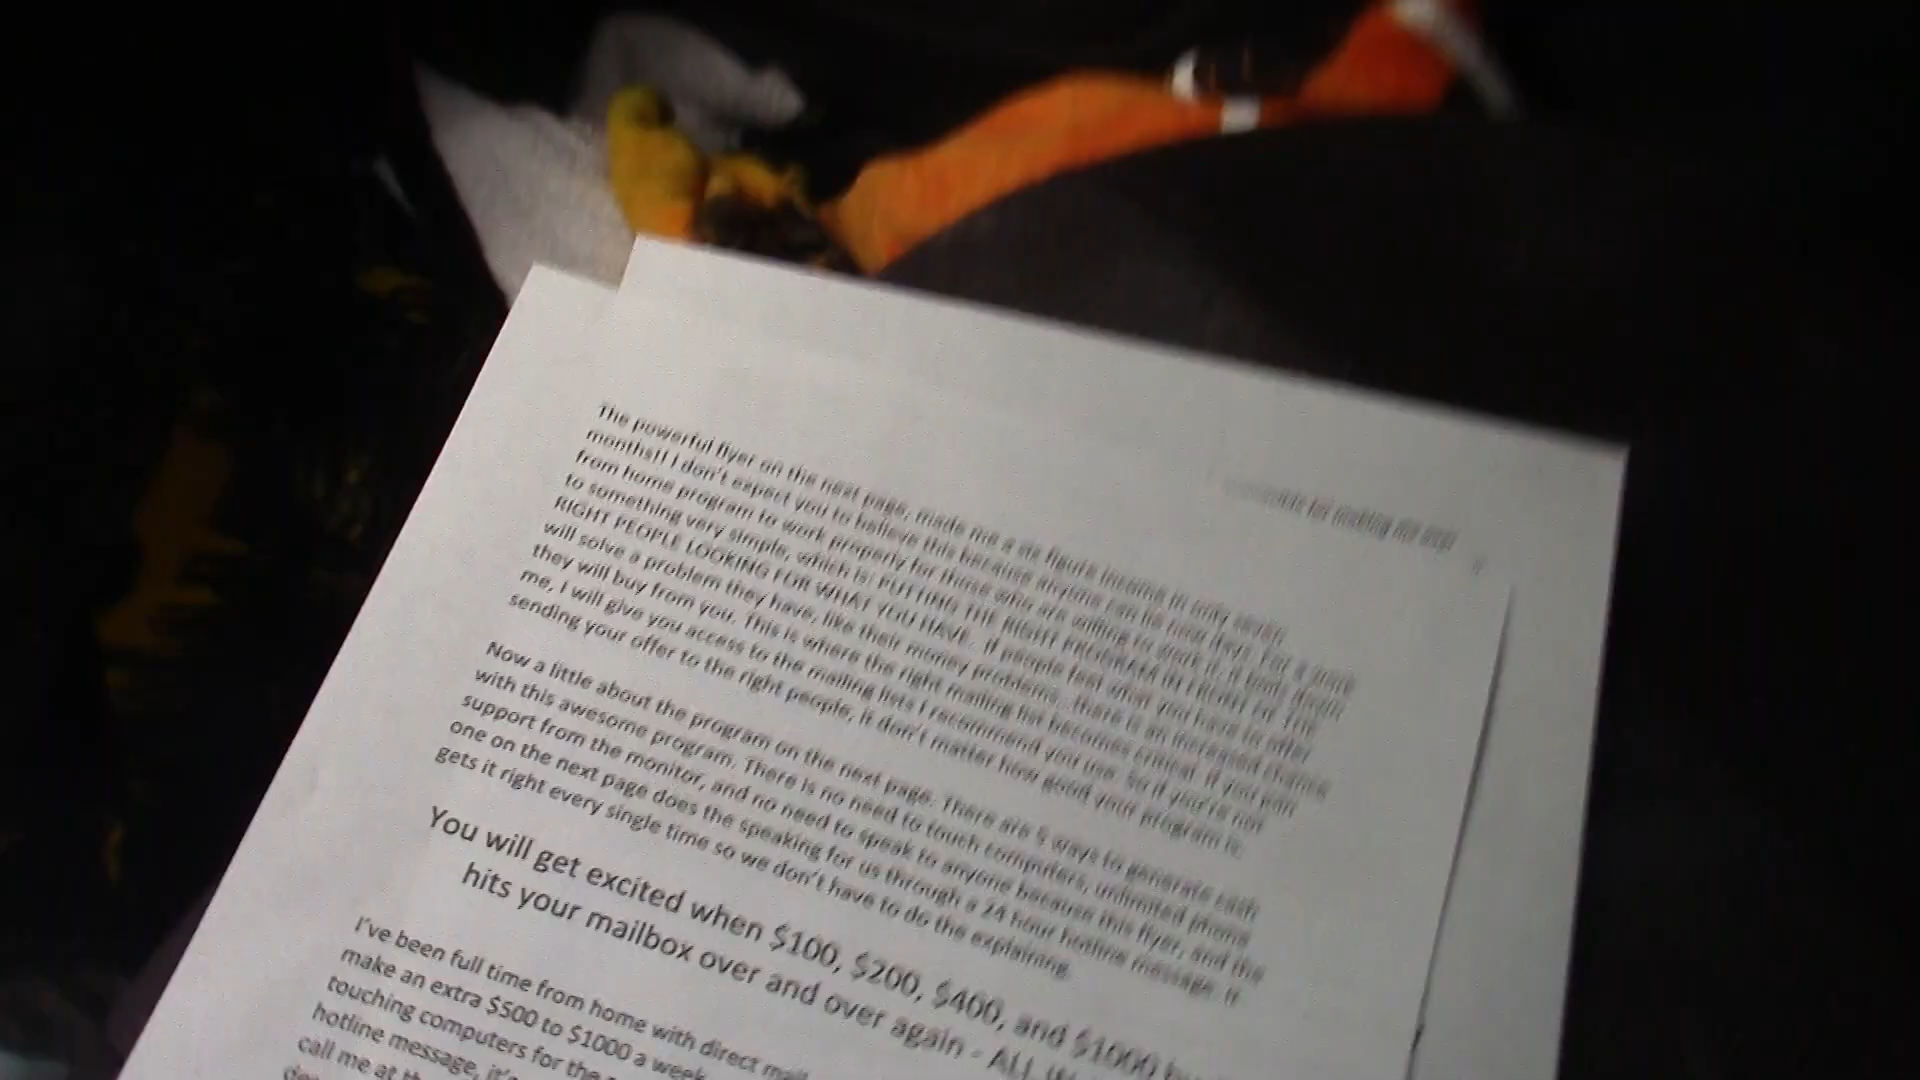 The powerful flyer on the next page, made me a six figure income in only seven
months!! I don't expect you to believe this because anyone can lie now days. For a work
from home program to work properly for those who are willing to work it, it boils down
to something very simple, which is: PUTTING THE RIGHT PROGRAM IN FRONT OF THE
RIGHT PEOPLE LOOKING FOR WHAT YOU HAVE. If people feel what you have to offer
will solve a problem they have, like their money problems...there is an increased chance
they will buy from you. This is where the right mailing list becomes critical. If you join
me, I will give you access to the mailing lists I recommend you use. So if you're not
sending your offer to the right people, it don't matter how good your program is.
Now a little about the program on the next page. There are 5 ways to generate cash
with this awesome program. There is no need to touch computers, unlimited phone
support from the monitor, and no need to speak to anyone because this flyer, and the
one on the next page does the speaking for us through a 24 hour hotline message. It
gets it right every single time so we don't have to do the explaining.
You will get excited when $100, $200, $400, and $1000
hits your mailbox over and over again - ALL
I've been full time from home with direct mail
make an extra $500 to $1000 a week
touching computers for the
hotline message, it's
call me at